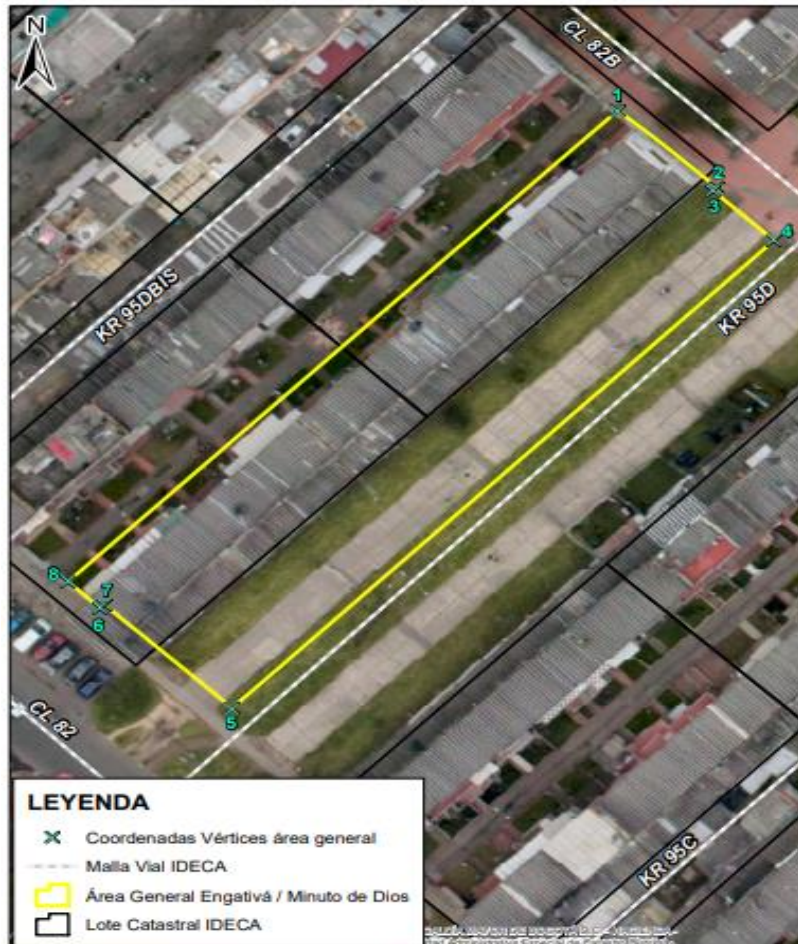 N
CL 82B
1
2
3
4
KR 95DBIS
KR 95D
8
7
6
5
CL 82
KR 95C
LEYENDA
Coordenadas Vértices área general
Malla Vial IDECA
Área General Engativá / Minuto de Dios
Lote Catastral IDECA